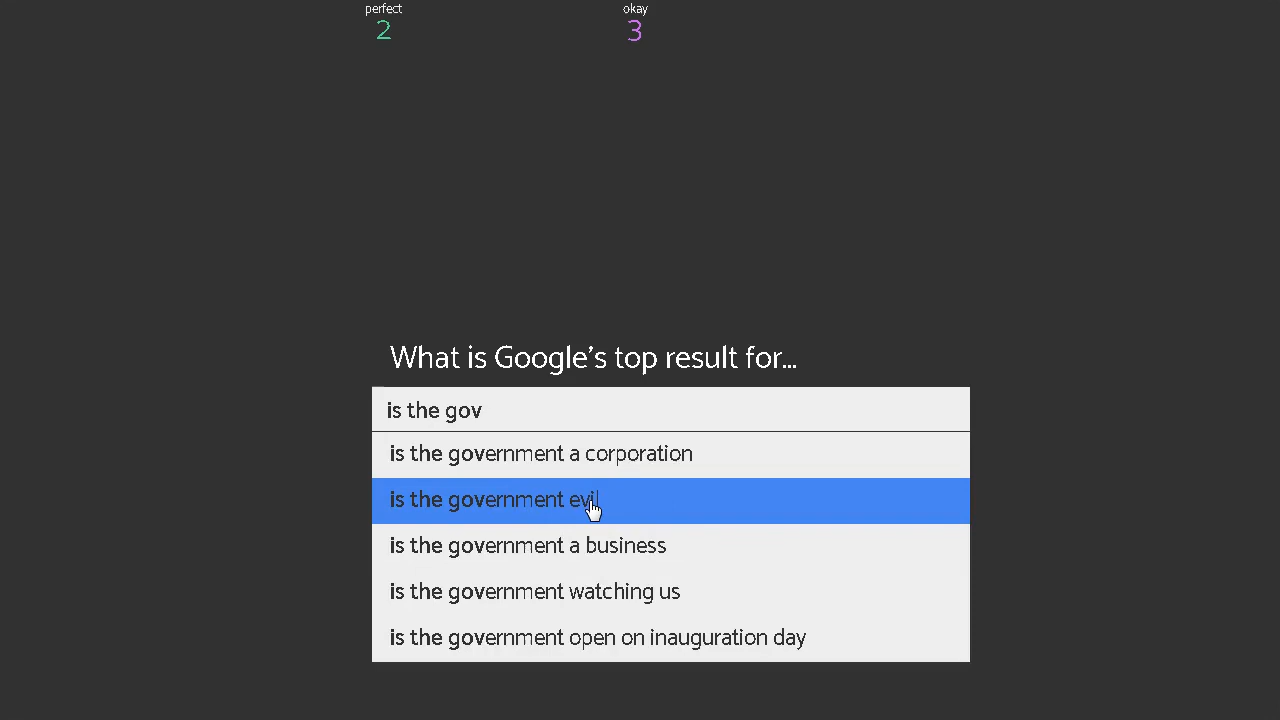 perfect
okay
2
3
What is Google's top result for...
is the gov
is the government a corporation
is the government evil
is the government a business
is the government watching us
is the government open on inauguration day